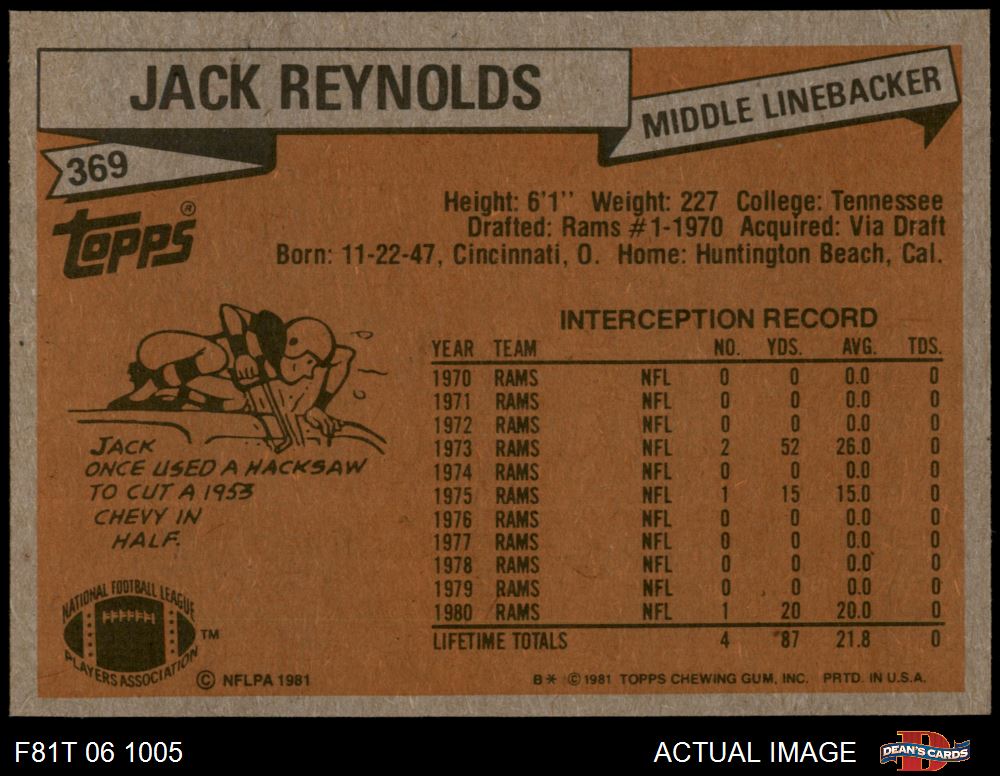 JACK REYNOLDS
MIDDLE LINEBACKER
369
TOPPS®
Height: 6'1'' Weight: 227 College: Tennessee
Drafted: Rams #1-1970 Acquired: Via Draft
Born: 11-22-47, Cincinnati, O. Home: Huntington Beach, Cal.
JACK
ONCE USED A HACKSAW
TO CUT A 1953
CHEVY IN
HALF.
INTERCEPTION RECORD
YEAR TEAM NO. YDS. AVG. TDS.
1970 RAMS NFL 0 0 0.0 0
1971 RAMS NFL 0 0 0.0 0
1972 RAMS NFL 0 0 0.0 0
1973 RAMS NFL 2 52 26.0 0
1974 RAMS NFL 0 0 0.0 0
1975 RAMS NFL 1 15 15.0 0
1976 RAMS NFL 0 0 0.0 0
1977 RAMS NFL 0 0 0.0 0
1978 RAMS NFL 0 0 0.0 0
1979 RAMS NFL 0 0 0.0 0
1980 RAMS NFL 1 20 20.0 0
LIFETIME TOTALS 4 87 21.8 0
NATIONAL FOOTBALL LEAGUE
PLAYERS ASSOCIATION
TM
© NFLPA 1981
B* © 1981 TOPPS CHEWING GUM, INC. PRTD. IN U.S.A.
F81T 06 1005
ACTUAL IMAGE
DEAN'S CARDS